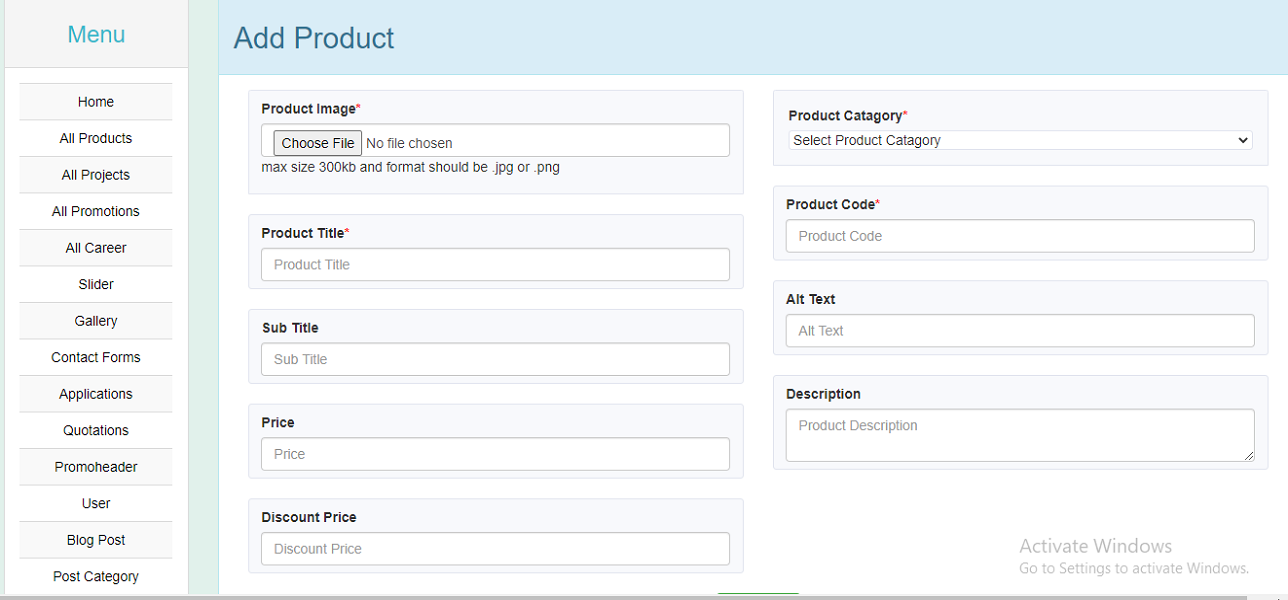 Menu
Home
All Products
All Projects
All Promotions
All Career
Slider
Gallery
Contact Forms
Applications
Quotations
Promoheader
User
Blog Post
Post Category
Add Product
Product Image*
Choose File No file chosen
max size 300kb and format should be .jpg or .png
Product Title*
Product Title
Sub Title
Sub Title
Price
Price
Discount Price
Discount Price
Product Catagory*
Select Product Catagory
Product Code*
Product Code
Alt Text
Alt Text
Description
Product Description
Activate Windows
Go to Settings to activate Windows.